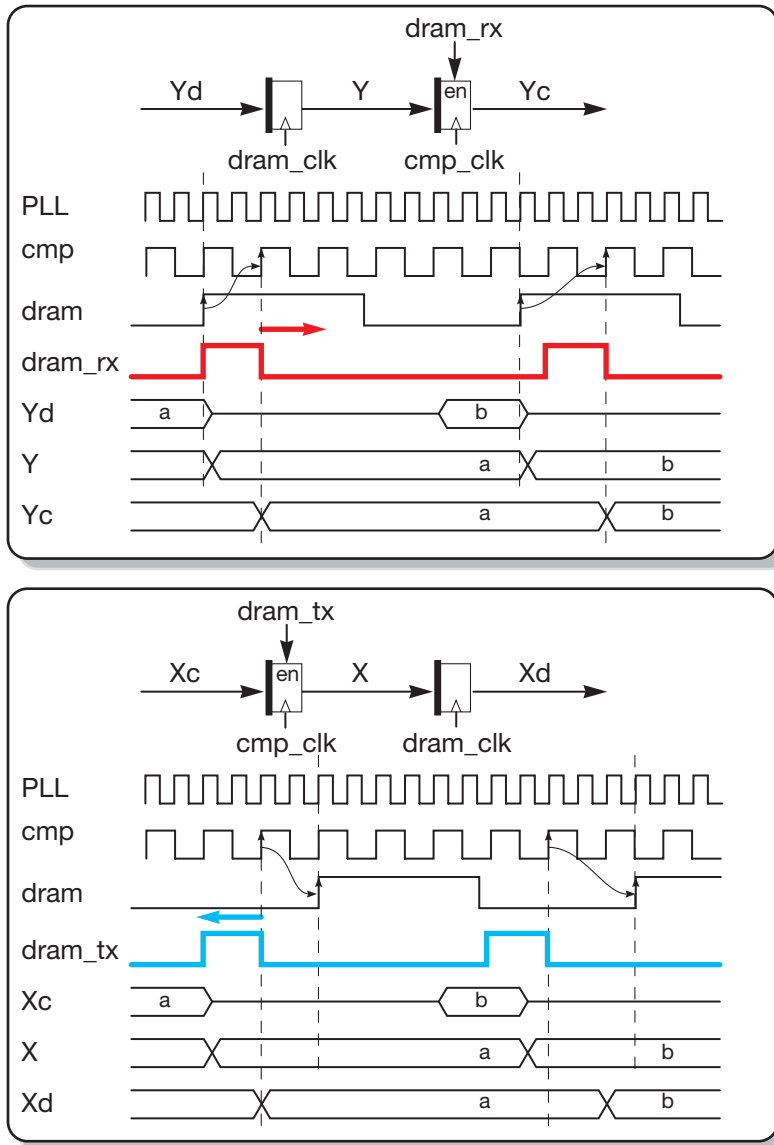 dram_rx
Yd Y en Yc
dram_clk cmp_clk
PLL
cmp
dram
dram_rx
Yd a b
Y a b
Yc a b
dram_tx
Xc en X Xd
cmp_clk dram_clk
PLL
cmp
dram
dram_tx
Xc a b
X a b
Xd a b